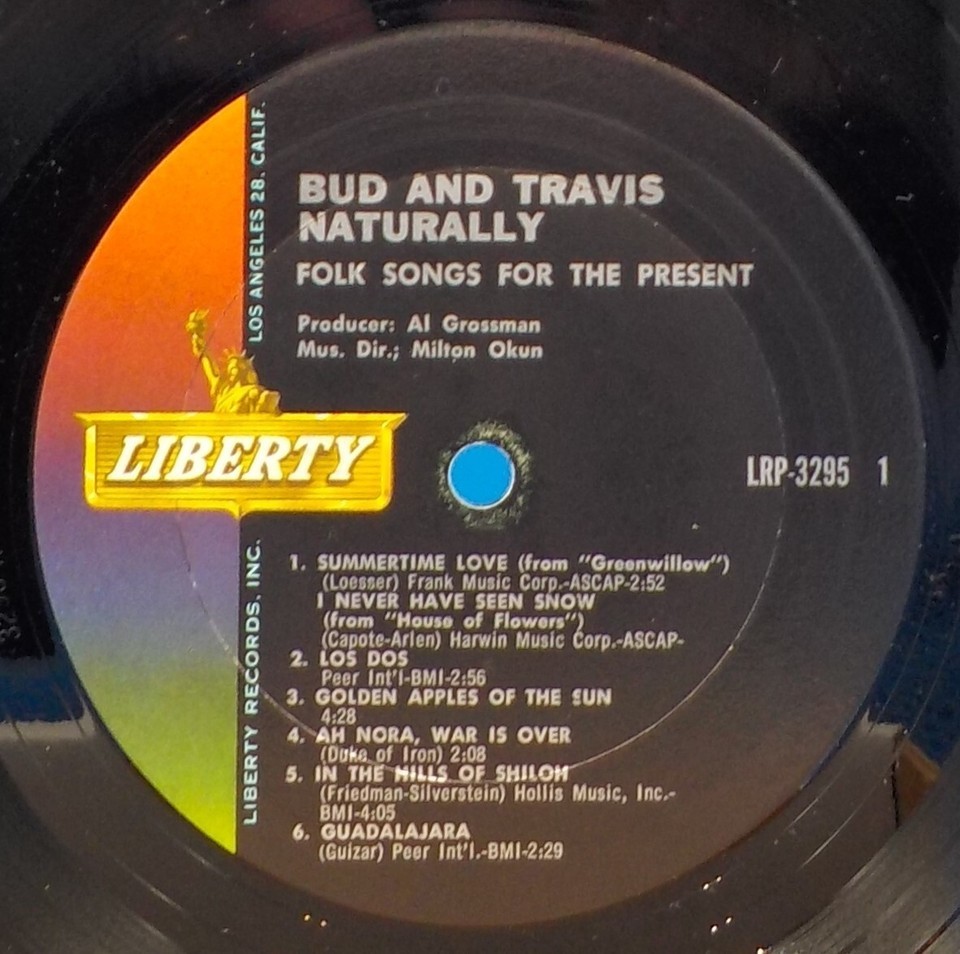 LOS ANGELES 28, CALIF.
BUD AND TRAVIS
NATURALLY
FOLK SONGS FOR THE PRESENT
Producer: Al Grossman
Mus. Dir.; Milton Okun
LIBERTY
LRP-3295 1
LIBERTY RECORDS, INC.
1. SUMMERTIME LOVE (from "Greenwillow")
(Loesser) Frank Music Corp.-ASCAP-2:52
I NEVER HAVE SEEN SNOW
(from "House of Flowers")
(Capote-Arlen) Harwin Music Corp.-ASCAP-
2. LOS DOS
Peer Int'l-BMI-2:56
3. GOLDEN APPLES OF THE SUN
4:28
4. AH NORA, WAR IS OVER
(Duke of Iron) 2:08
5. IN THE HILLS OF SHILOH
(Friedman-Silverstein) Hollis Music, Inc.-
BMI-4:05
6. GUADALAJARA
(Guizar) Peer Int'l.-BMI-2:29